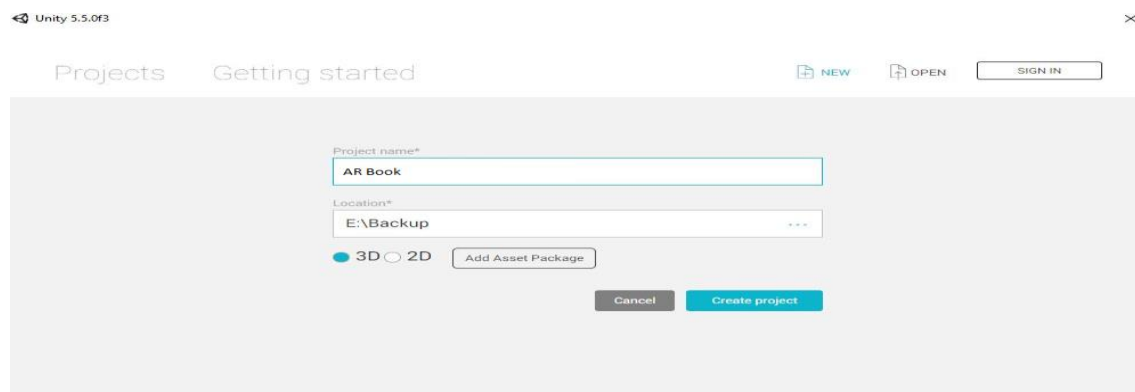 Unity 5.5.0f3
Projects Getting started NEW OPEN SIGN IN
Project name*
AR Book
Location*
E:\Backup ...
3D 2D Add Asset Package
Cancel Create project